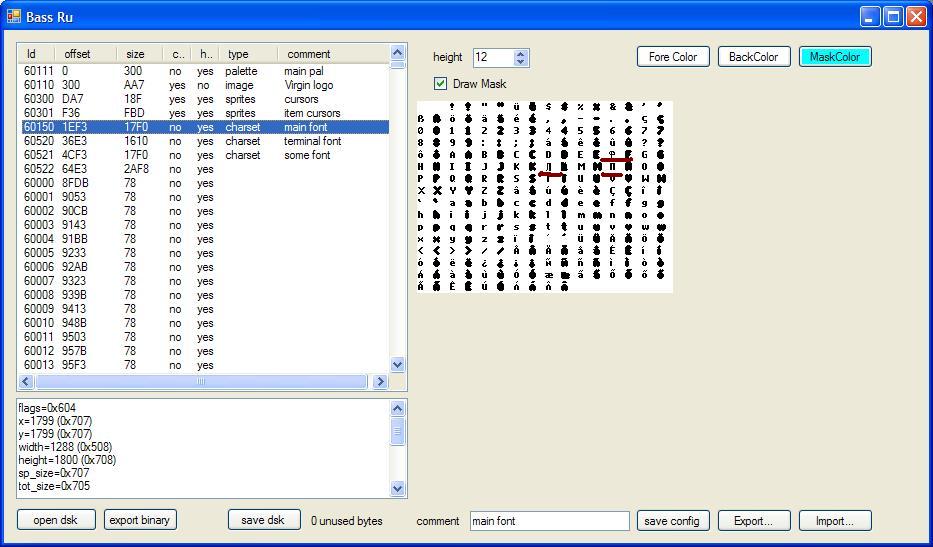 Bass Ru
Id offset size c.. h.. type comment
60111 0 300 no yes palette main pal
60110 300 AA7 yes no image Virgin logo
60300 DA7 18F yes yes sprites cursors
60301 F36 FBD yes yes sprites item cursors
60150 1EF3 17F0 no yes charset main font
60520 36E3 1610 no yes charset terminal font
60521 4CF3 17F0 no yes charset some font
60522 64E3 2AF8 no yes
60000 8FDB 78 no yes
60001 9053 78 no yes
60002 90CB 78 no yes
60003 9143 78 no yes
60004 91BB 78 no yes
60005 9233 78 no yes
60006 92AB 78 no yes
60007 9323 78 no yes
60008 939B 78 no yes
60009 9413 78 no yes
60010 948B 78 no yes
60011 9503 78 no yes
60012 957B 78 no yes
60013 95F3 78 no yes
height 12 Fore Color BackColor MaskColor
Draw Mask
flags=0x604
x=1799 (0x707)
y=1799 (0x707)
width=1288 (0x508)
height=1800 (0x708)
sp_size=0x707
tot_size=0x705
open dsk export binary save dsk 0 unused bytes comment main font save config Export... Import...